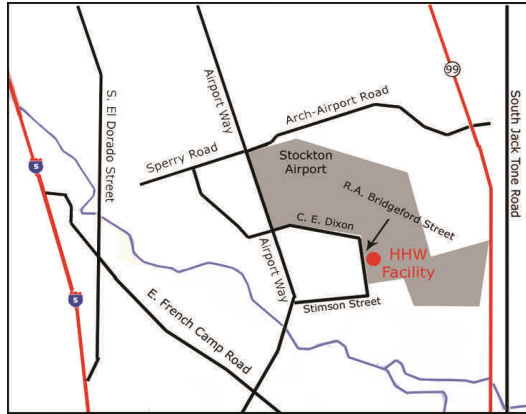 99
S. El Dorado Street
Airport Way
Arch-Airport Road
South Jack Tone Road
Sperry Road
Stockton
Airport
5
R.A. Bridgeford Street
C. E. Dixon
HHW
Facility
Airport Way
5
Stimson Street
E. French Camp Road